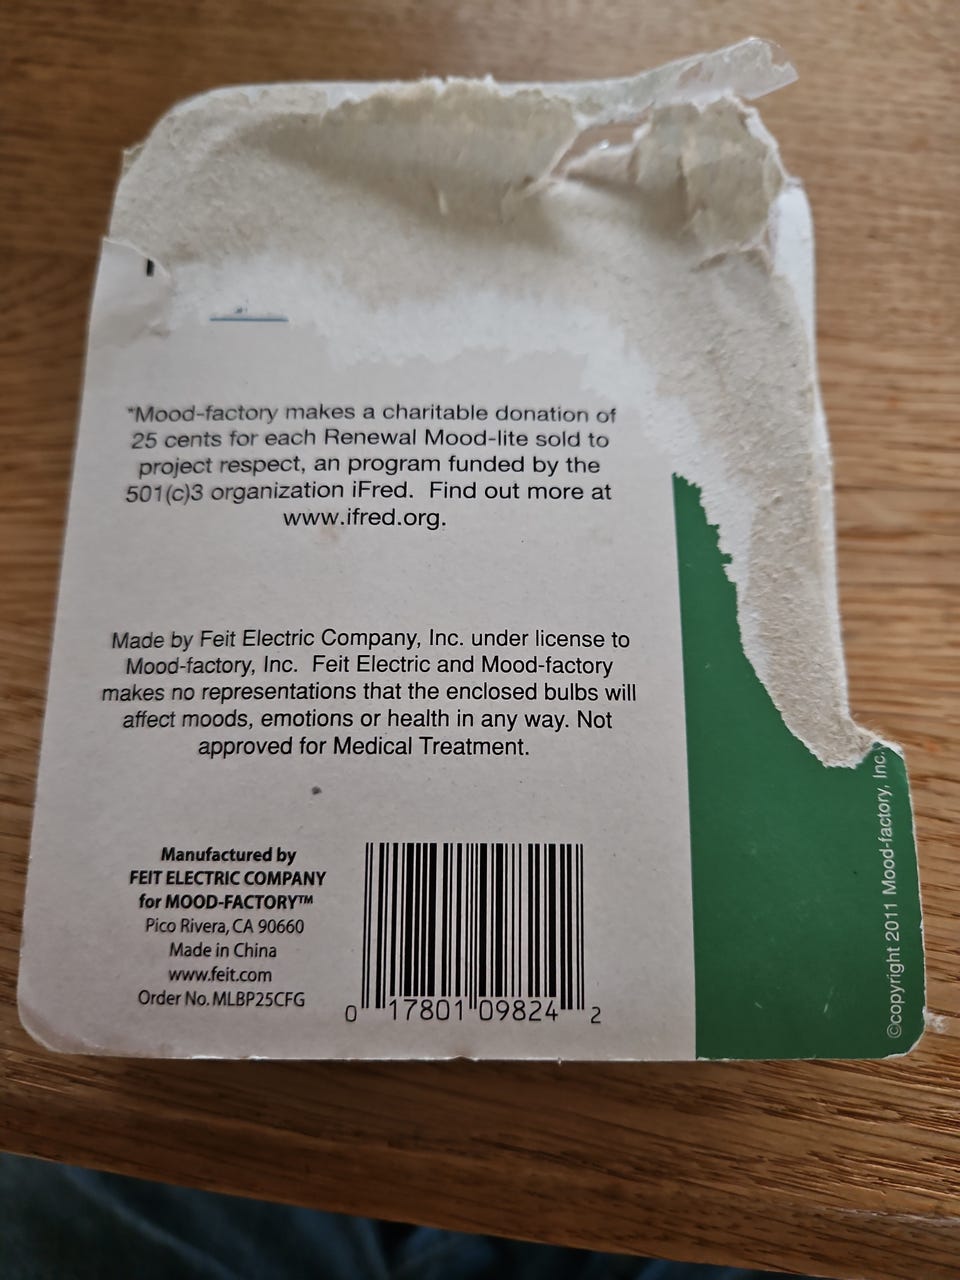 *Mood-factory makes a charitable donation of
25 cents for each Renewal Mood-lite sold to
project respect, an program funded by the
501(c)3 organization iFred.  Find out more at
www.ifred.org.
Made by Feit Electric Company, Inc. under license to
Mood-factory, Inc.  Feit Electric and Mood-factory
makes no representations that the enclosed bulbs will
affect moods, emotions or health in any way. Not
approved for Medical Treatment.
Manufactured by
FEIT ELECTRIC COMPANY
for MOOD-FACTORY™
Pico Rivera, CA 90660
Made in China
www.feit.com
Order No. MLBP25CFG
0 17801 09824 2
©copyright 2011 Mood-factory, Inc.